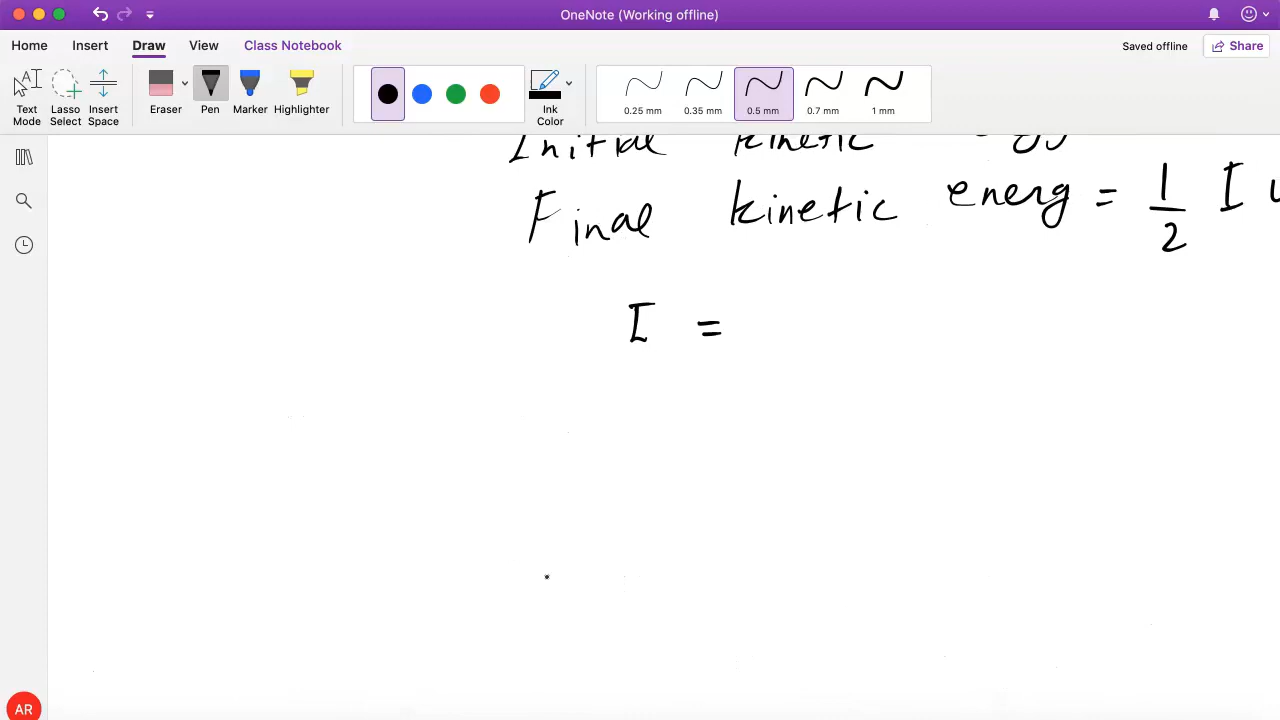 OneNote (Working offline)
Home Insert Draw View Class Notebook
Saved offline Share
Text Mode
Lasso Select
Insert Space
Eraser
Pen
Marker
Highlighter
Ink Color
0.25 mm
0.35 mm
0.5 mm
0.7 mm
1 mm
Initial kinetic
Final kinetic energ = 1/2 I
I =
AR